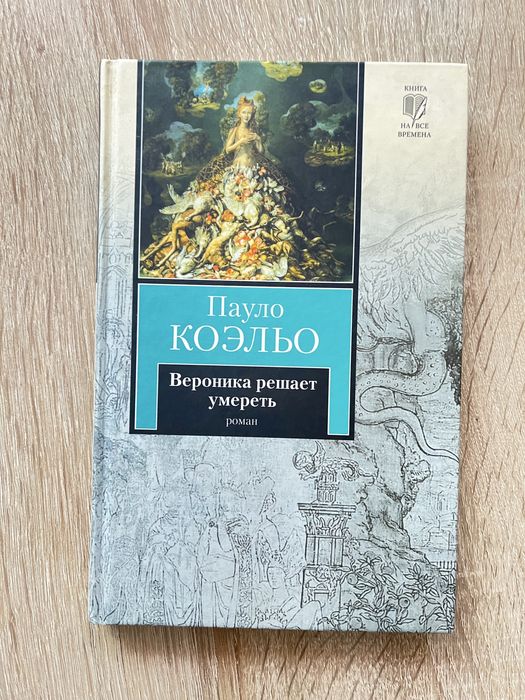 КНИГА
НА ВСЕ
ВРЕМЕНА
Пауло
КОЭЛЬО
Вероника решает
умереть
роман